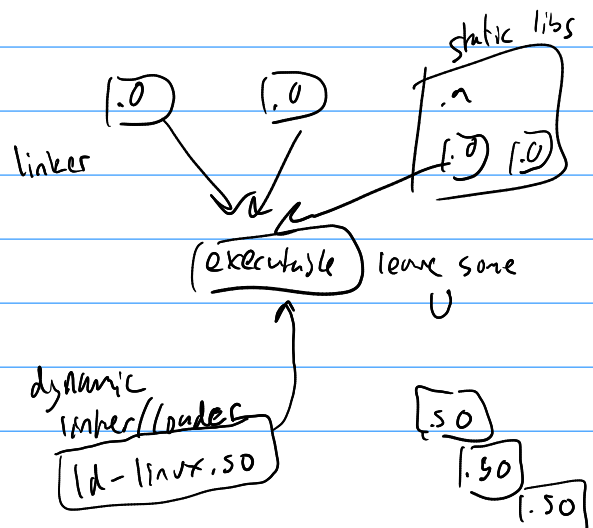 static libs
.o
.o
.a
.o
.o
linker
executable
leave some
U
dynamic
linker/loader
ld-linux.so
.so
.so
.so